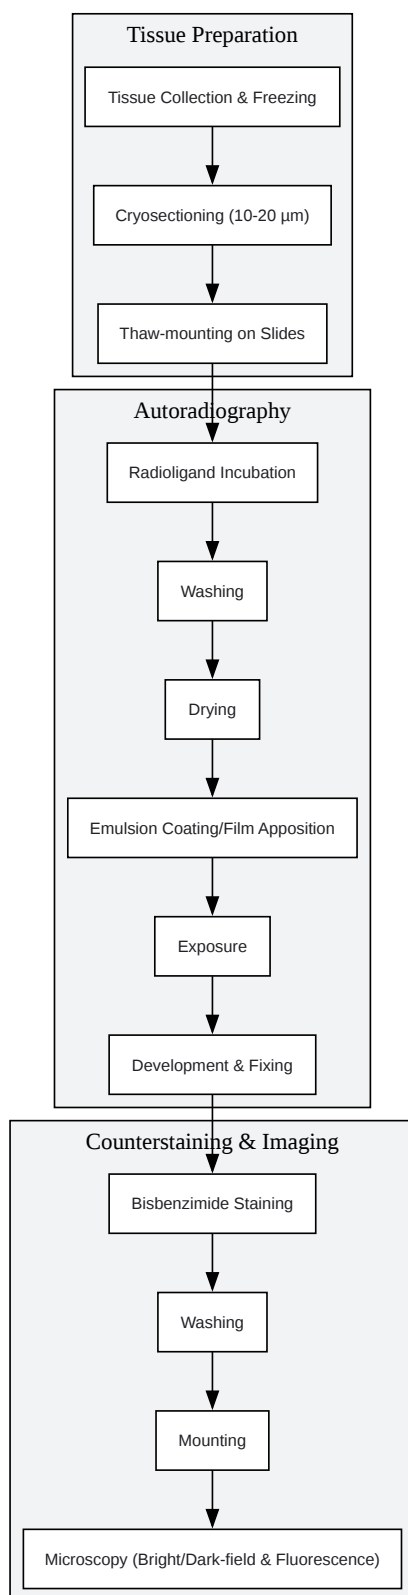 Tissue Preparation
Tissue Collection & Freezing
Cryosectioning (10-20 µm)
Thaw-mounting on Slides
Autoradiography
Radioligand Incubation
Washing
Drying
Emulsion Coating/Film Apposition
Exposure
Development & Fixing
Counterstaining & Imaging
Bisbenzimide Staining
Washing
Mounting
Microscopy (Bright/Dark-field & Fluorescence)